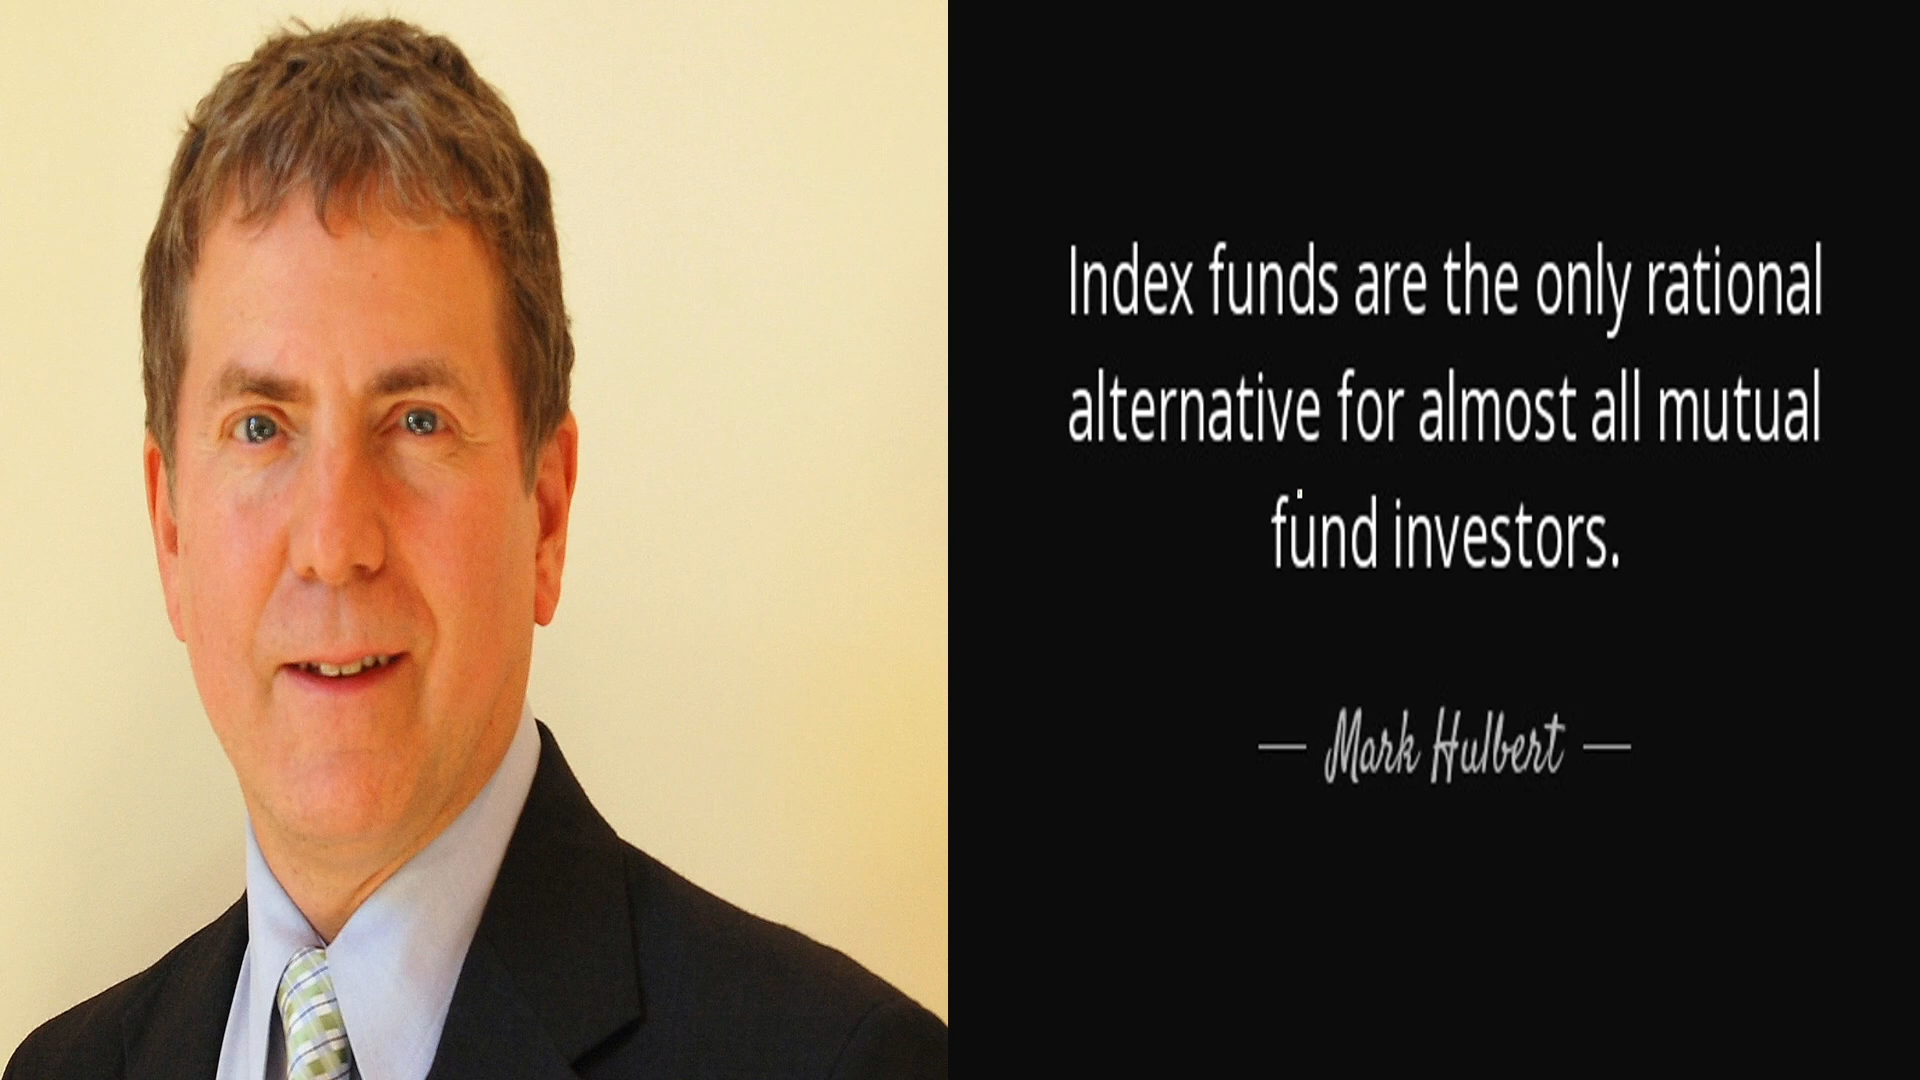 Index funds are the only rational
alternative for almost all mutual
fund investors.
— Mark Hulbert —